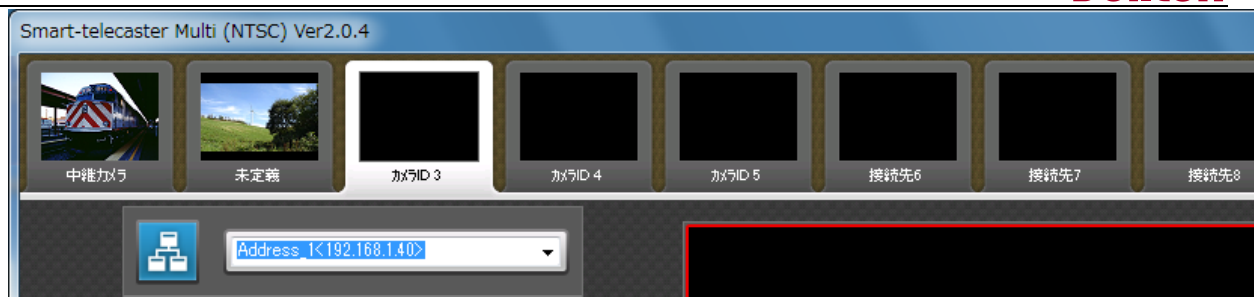 Smart-telecaster Multi (NTSC) Ver2.0.4
中継カメラ
未定義
カメラID 3
カメラID 4
カメラID 5
接続先6
接続先7
接続先8
Address_1<192.168.1.40>